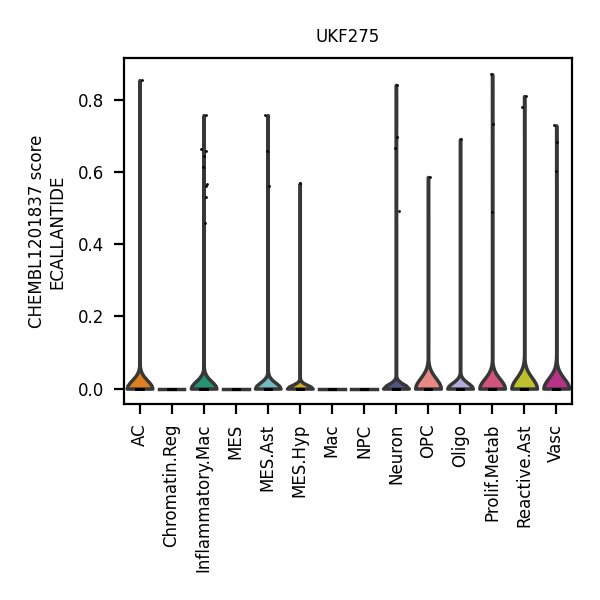 UKF275
CHEMBL1201837 score
ECALLANTIDE
0.8
0.6
0.4
0.2
0.0
AC
Chromatin.Reg
Inflammatory.Mac
MES
MES.Ast
MES.Hyp
Mac
NPC
Neuron
OPC
Oligo
Prolif.Metab
Reactive.Ast
Vasc